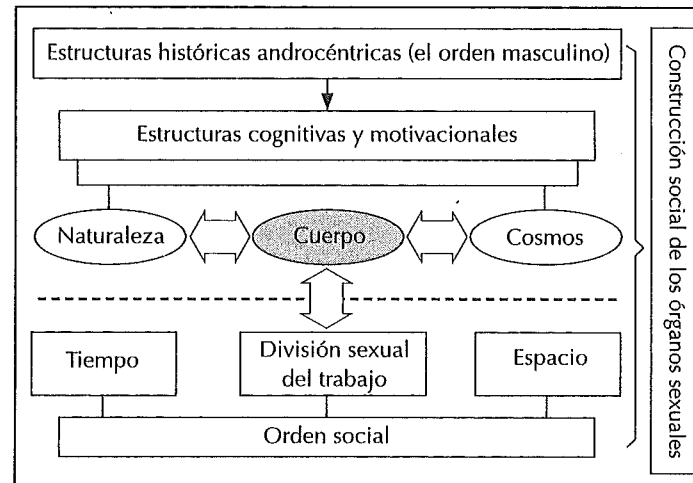 Estructuras históricas androcéntricas (el orden masculino)
Estructuras cognitivas y motivacionales
Naturaleza
Cuerpo
Cosmos
Tiempo
División sexual
del trabajo
Espacio
Orden social
Construcción social de los órganos sexuales